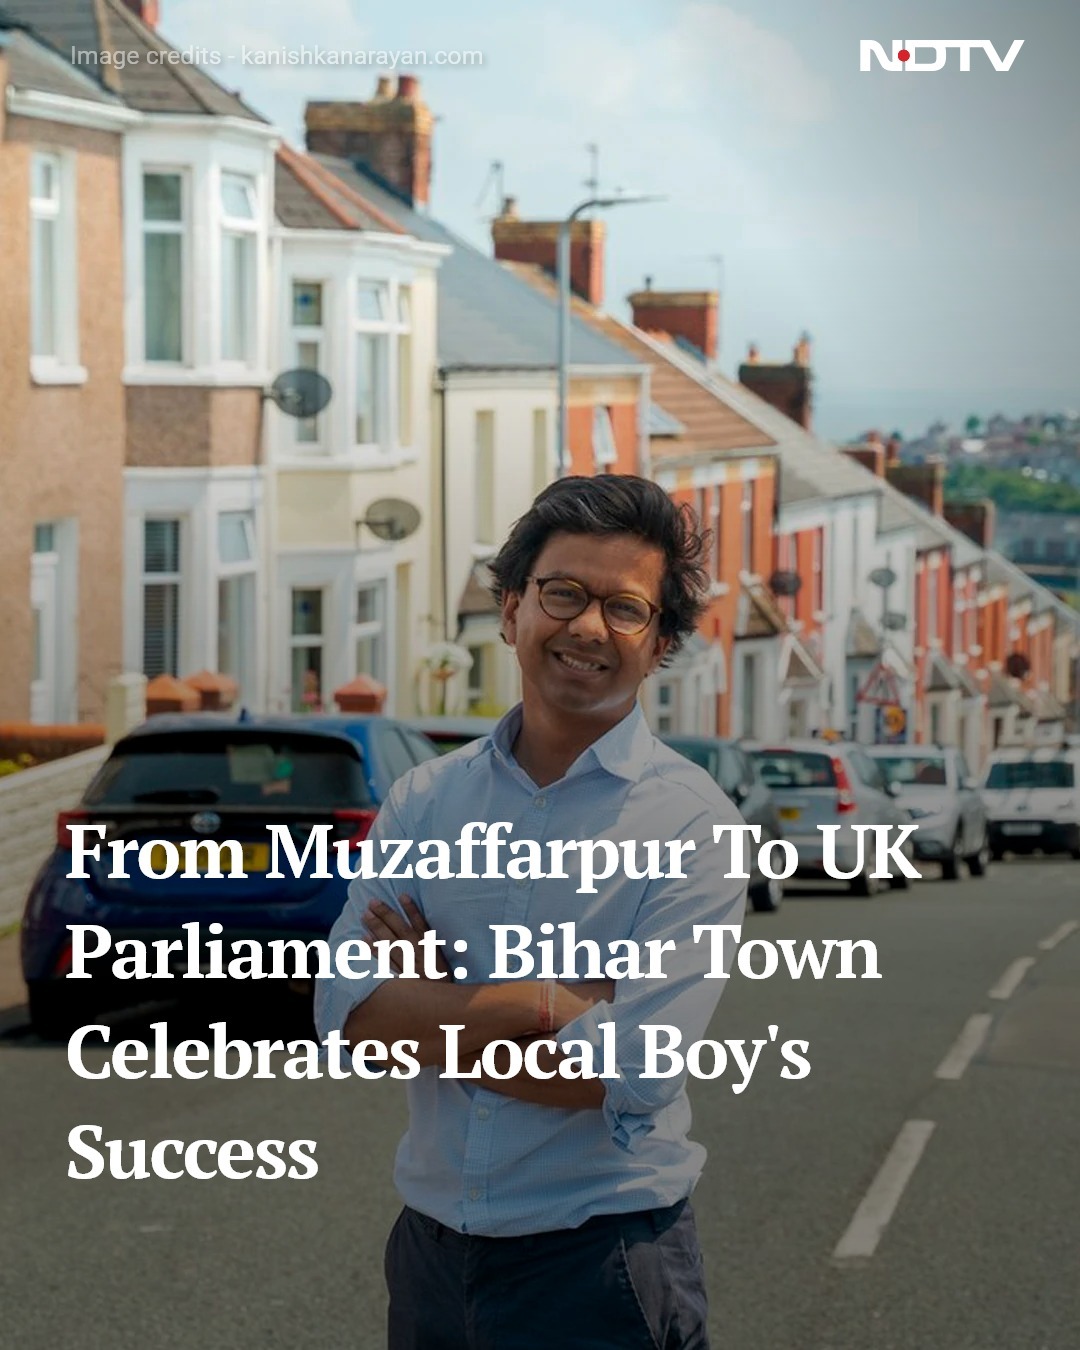 Image credits - kanishkanarayan.com
NDTV
From Muzaffarpur To UK
Parliament: Bihar Town
Celebrates Local Boy's
Success